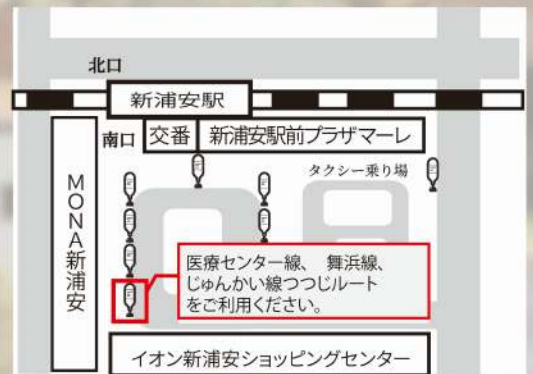 北口
新浦安駅
南口
交番
新浦安駅前プラザマーレ
タクシー乗り場
MONA新浦安
医療センター線、 舞浜線、
じゅんかい線つつじルート
をご利用ください。
イオン新浦安ショッピングセンター